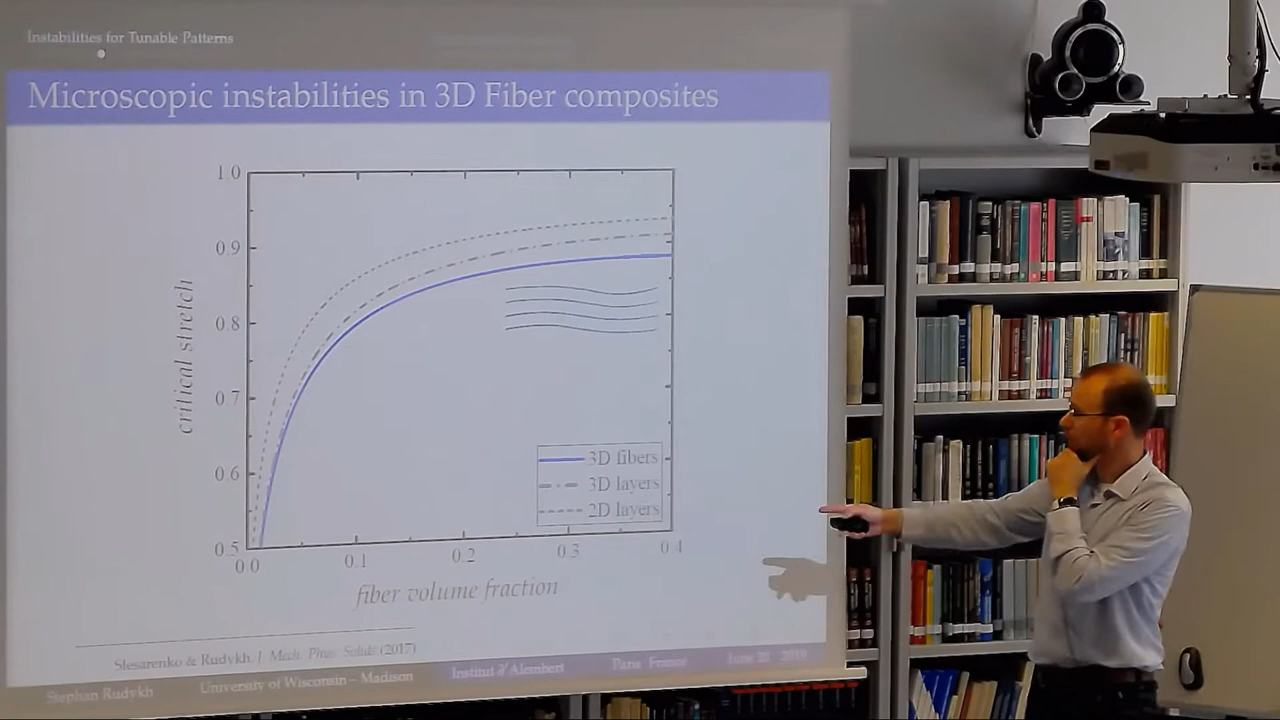 Instabilities for Tunable Patterns
Microscopic instabilities in 3D Fiber composites
1.0
0.9
0.8
0.7
0.6
0.5
critical stretch
3D fibers
3D layers
2D layers
0.0 0.1 0.2 0.3 0.4
fiber volume fraction
Slesarenko & Rudykh, J. Mech. Phys. Solids (2017)
Stephan Rudykh University of Wisconsin – Madison Institut d'Alembert Paris France June 20 2019